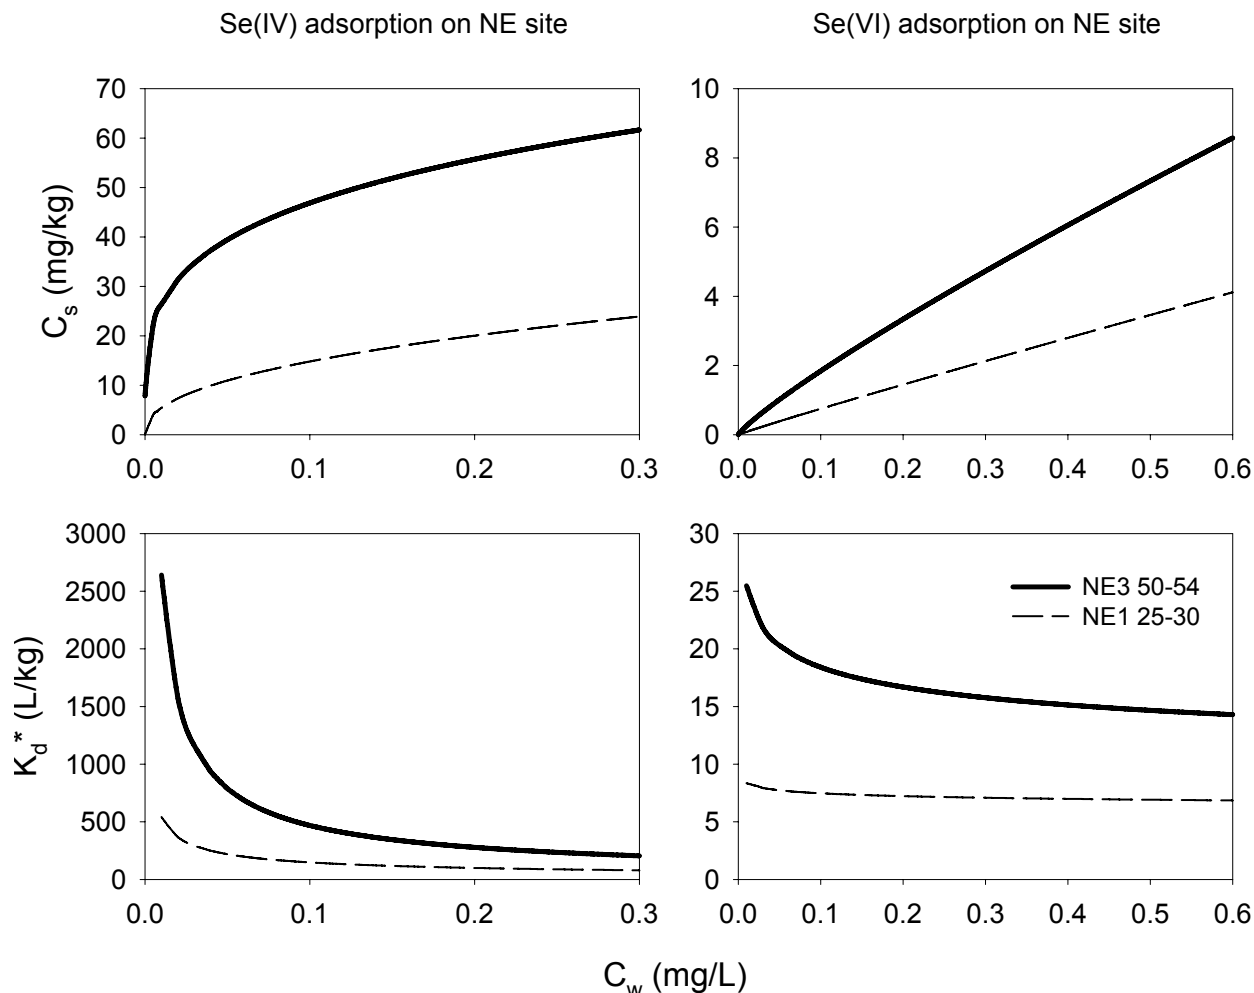 Se(IV) adsorption on NE site
Se(VI) adsorption on NE site
C_s (mg/kg)
70
60
50
40
30
20
10
0
0.0 0.1 0.2 0.3
10
8
6
4
2
0
0.0 0.1 0.2 0.3 0.4 0.5 0.6
K_d* (L/kg)
3000
2500
2000
1500
1000
500
0
0.0 0.1 0.2 0.3
30
25
20
15
10
5
0
NE3 50-54
NE1 25-30
0.0 0.1 0.2 0.3 0.4 0.5 0.6
C_w (mg/L)